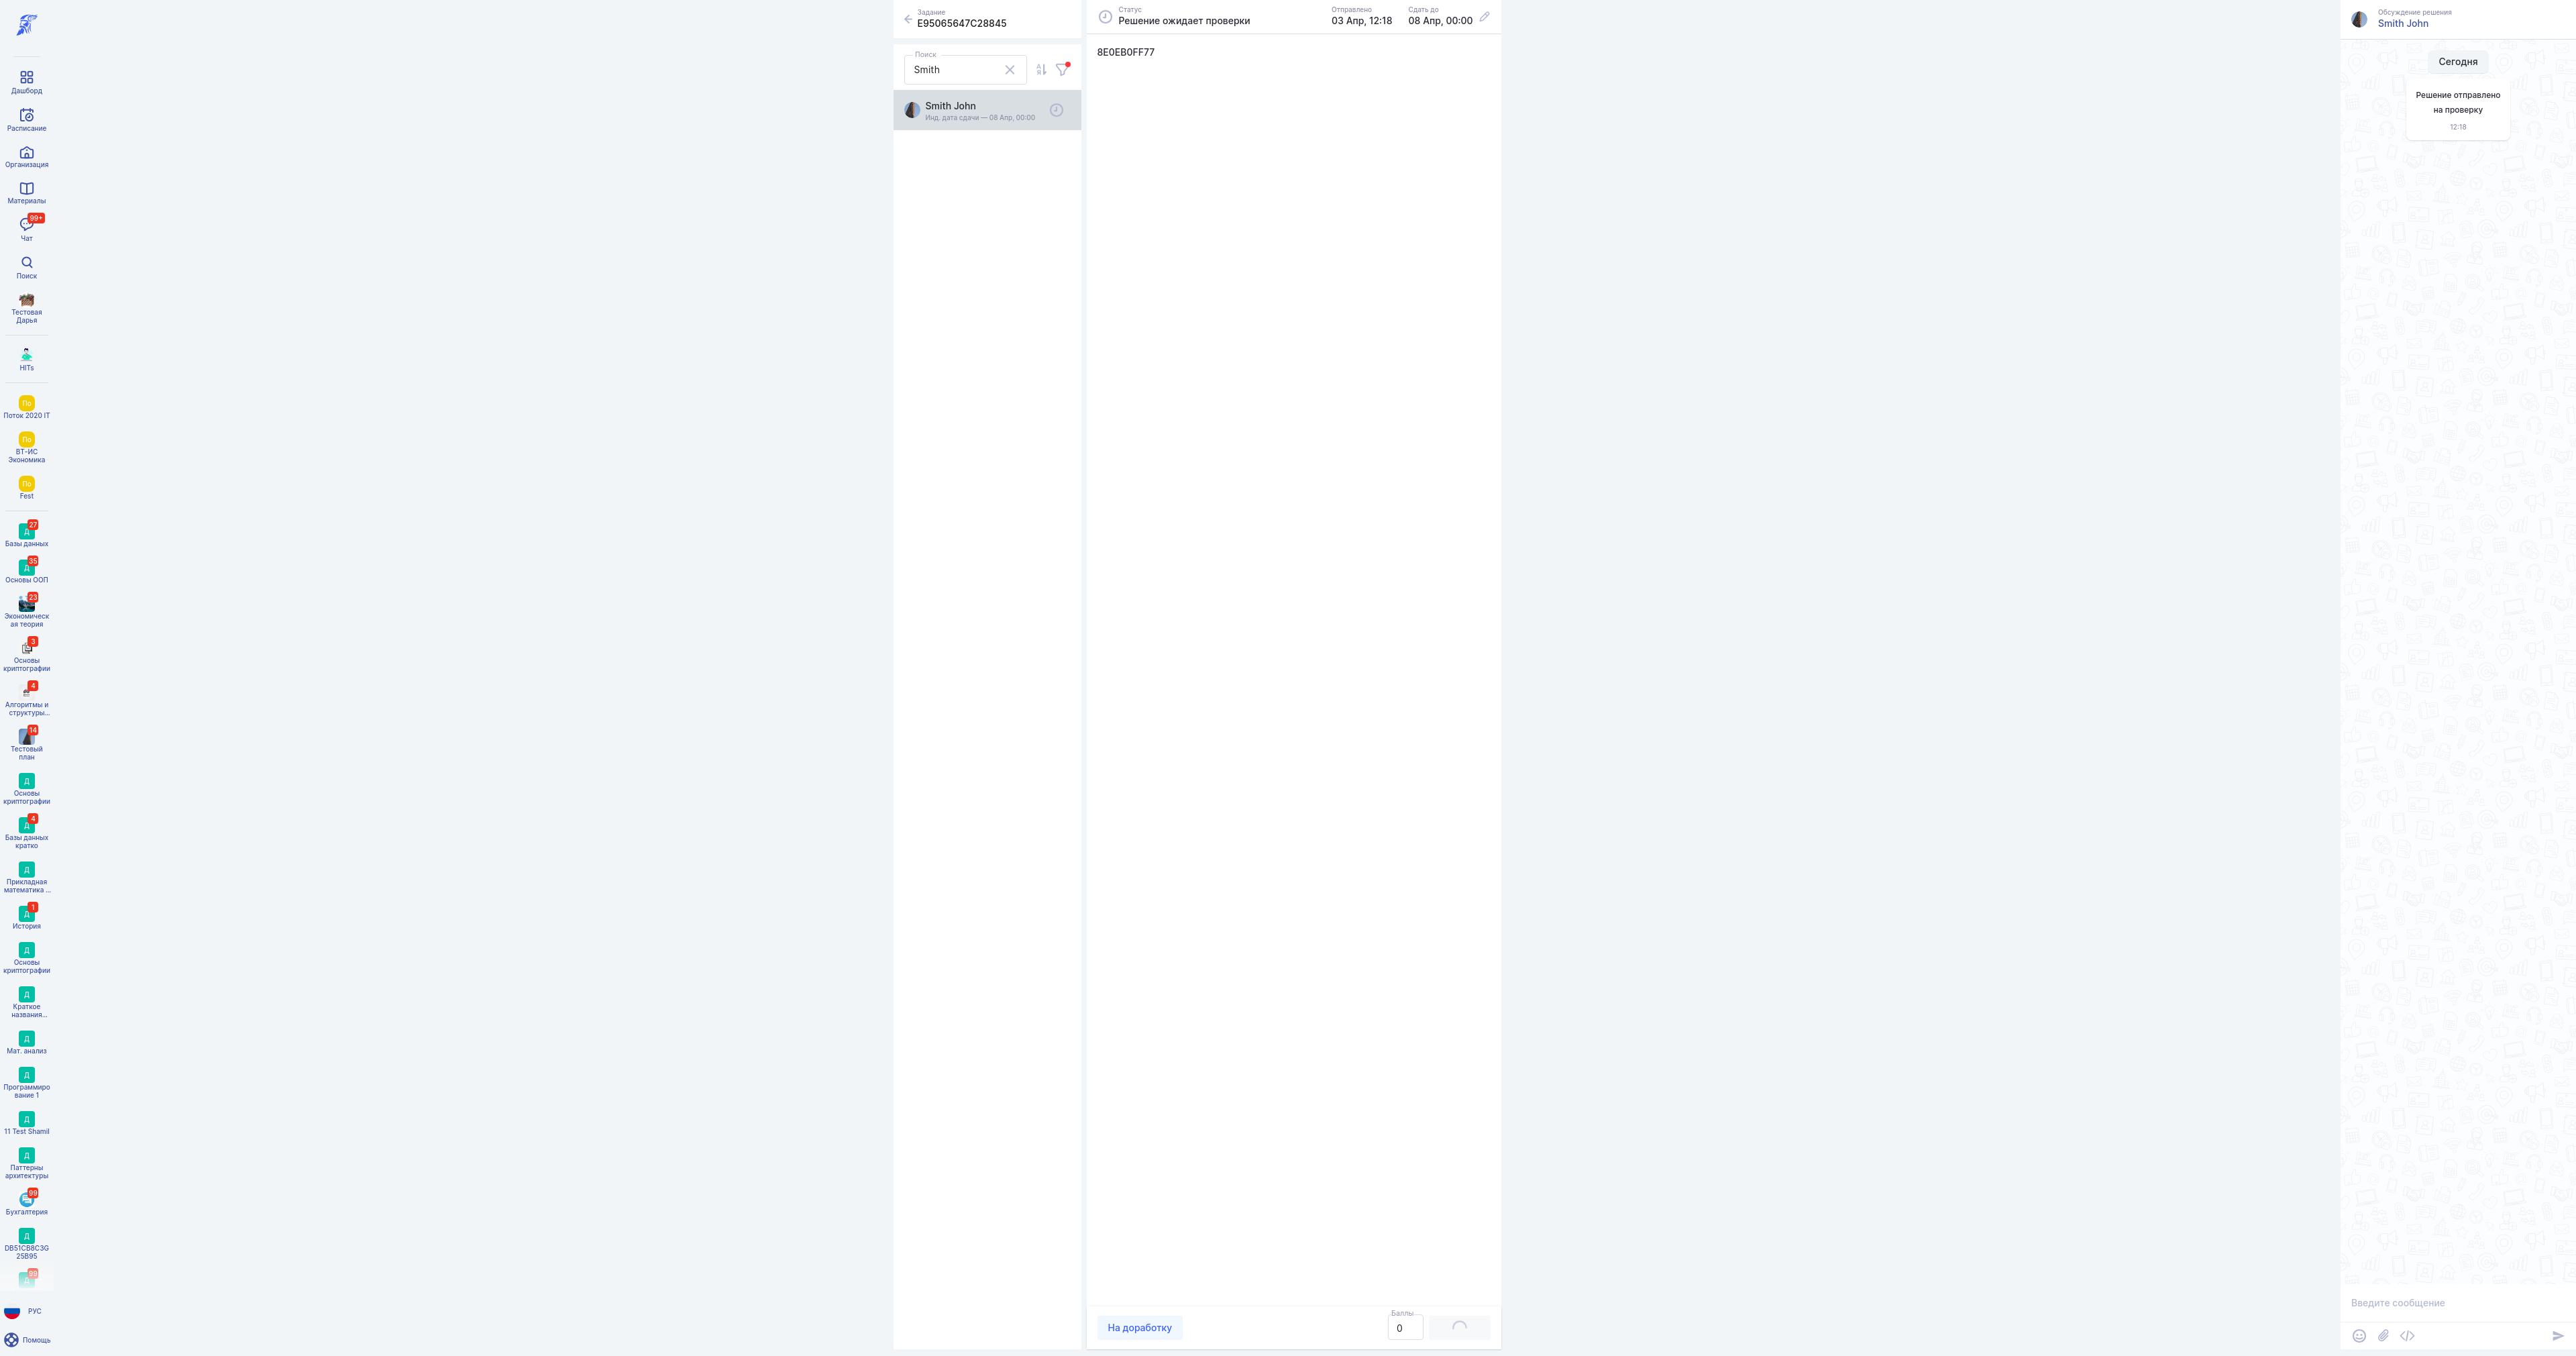 Дашборд
Расписание
Организация
Материалы
99+
Чат
Поиск
Тестовая
Дарья
HITs
По
Поток 2020 IT
По
ВТ-ИС
Экономика
По
Fest
27
Д
Базы данных
35
Д
Основы ООП
23
Экономическ
ая теория
3
Основы
криптографии
4
Алгоритмы и
структуры...
14
Тестовый
план
Д
Основы
криптографии
4
Д
Базы данных
кратко
Д
Прикладная
математика ...
1
Д
История
Д
Основы
криптографии
Д
Краткое
названия...
Д
Мат. анализ
Д
Программиро
вание 1
Д
11 Test Shamil
Д
Паттерны
архитектуры
99
Бухгалтерия
Д
DB51CB8C3G
25B95
99
Д
РУС
Помощь
Задание
E95065647C28845
Поиск
Smith
Smith John
Инд. дата сдачи — 08 Апр, 00:00
Статус
Решение ожидает проверки
Отправлено
03 Апр, 12:18
Сдать до
08 Апр, 00:00
8E0EB0FF77
На доработку
Баллы
0
Обсуждение решения
Smith John
Сегодня
Решение отправлено
на проверку
12:18
Введите сообщение